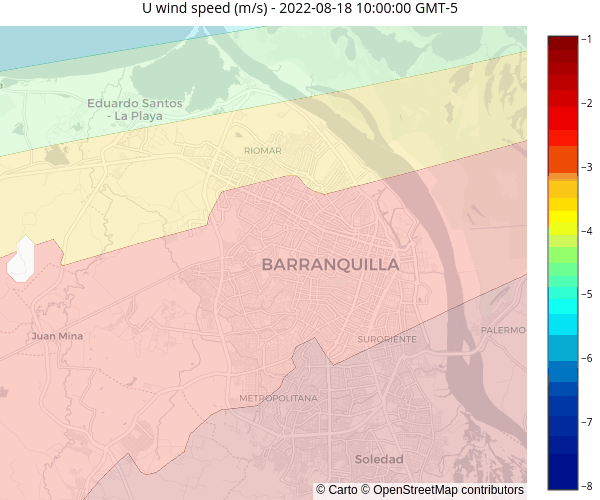 U wind speed (m/s) - 2022-08-18 10:00:00 GMT-5
−1
−2
−3
−4
−5
−6
−7
−8
Eduardo Santos
- La Playa
RIOMAR
BARRANQUILLA
Juan Mina
SURORIENTE
PALERMO
METROPOLITANA
Soledad
© Carto © OpenStreetMap contributors